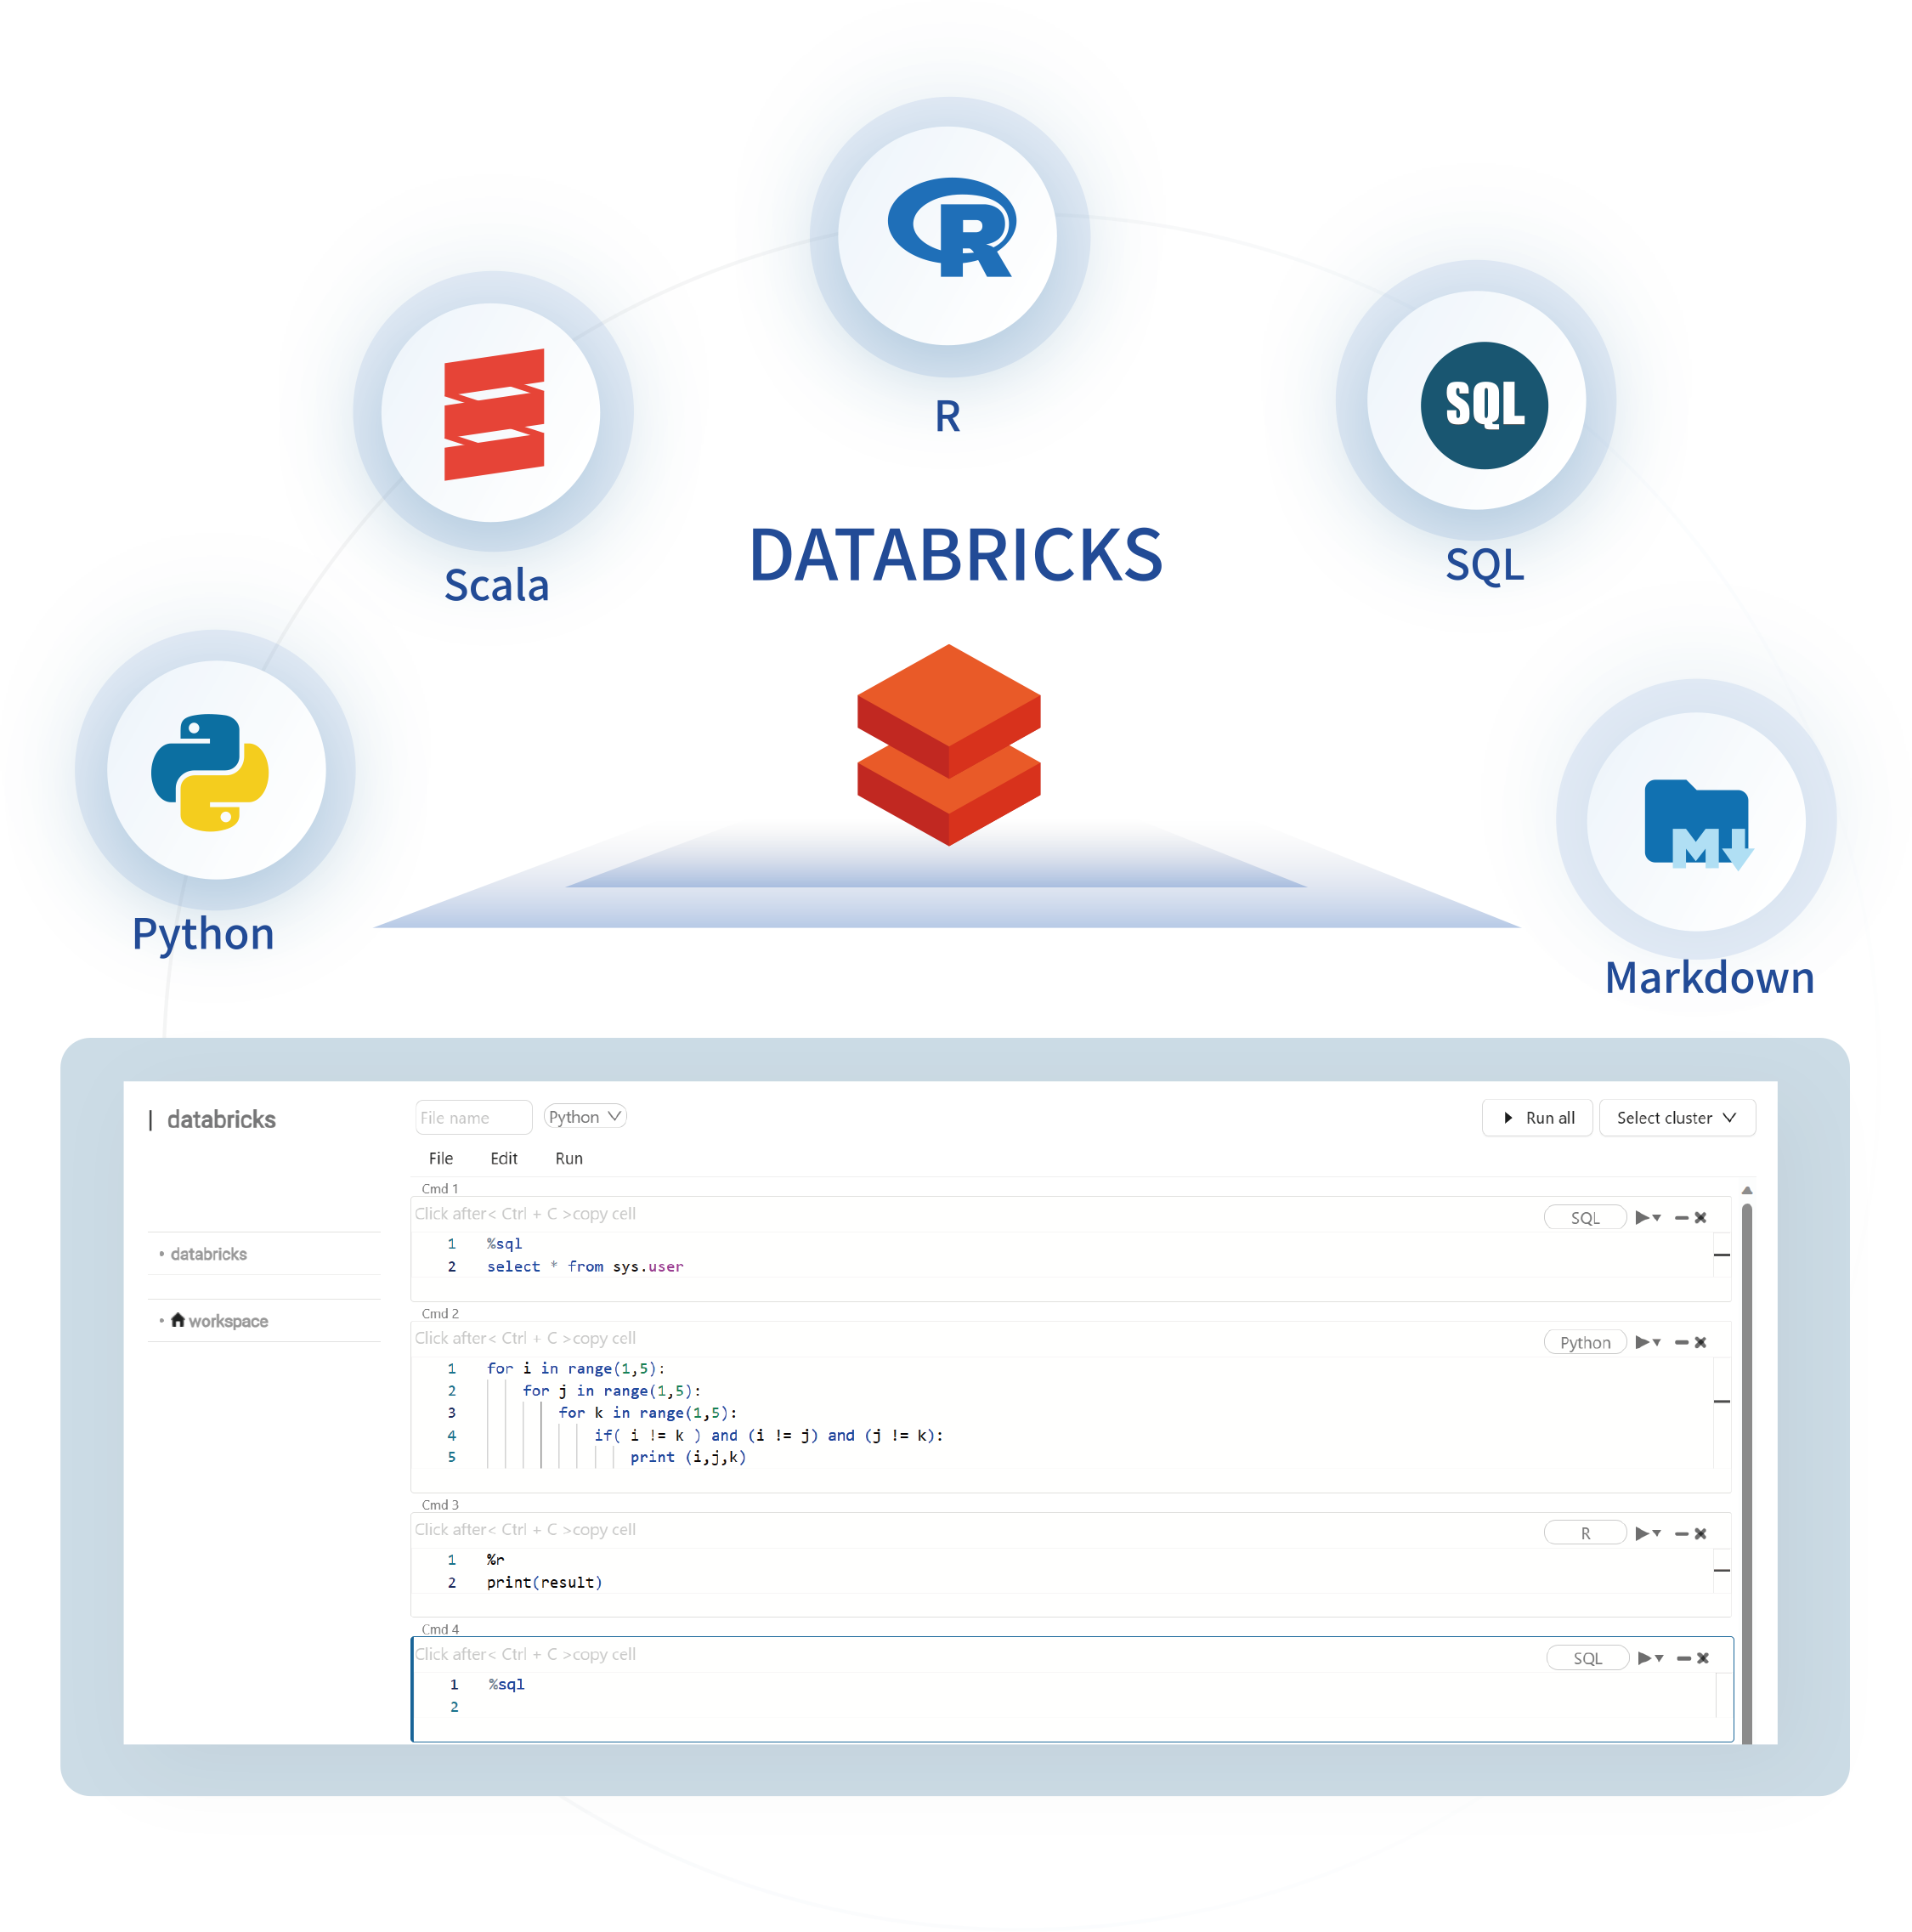 R
SQL
Scala
SQL
DATABRICKS
Python
M
Markdown
| databricks
File name
Python
Run all
Select cluster
File Edit Run
• databricks
• workspace
Cmd 1
Click after< Ctrl + C >copy cell
SQL
1 %sql
2 select * from sys.user
Cmd 2
Click after< Ctrl + C >copy cell
Python
1 for i in range(1,5):
2 for j in range(1,5):
3 for k in range(1,5):
4 if( i != k ) and (i != j) and (j != k):
5 print (i,j,k)
Cmd 3
Click after< Ctrl + C >copy cell
R
1 %r
2 print(result)
Cmd 4
Click after< Ctrl + C >copy cell
SQL
1 %sql
2